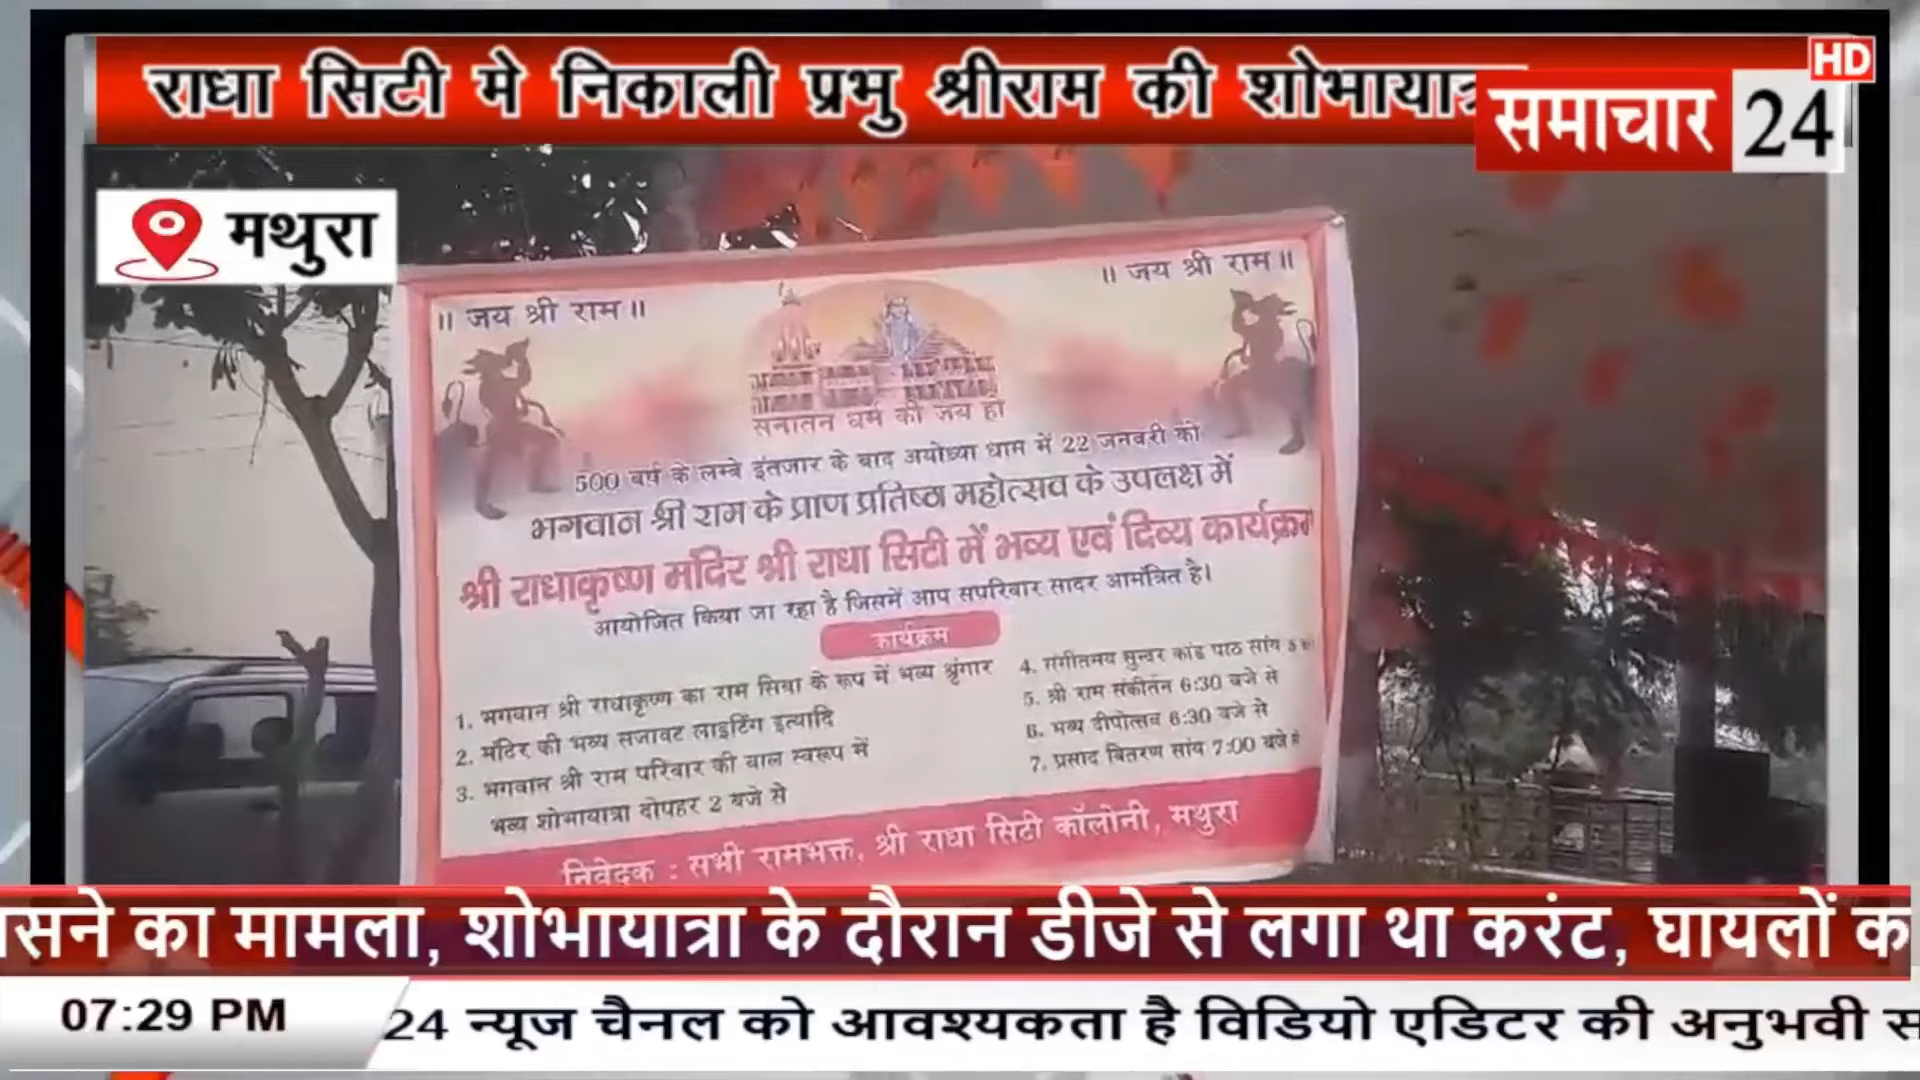 राधा सिटी मे निकाली प्रभु श्रीराम की शोभायात्रा
HD
समाचार 24
मथुरा
॥ जय श्री राम ॥
॥ जय श्री राम ॥
सनातन धर्म की जय हो
500 वर्ष के लम्बे इंतजार के बाद अयोध्या धाम में 22 जनवरी को
भगवान श्री राम के प्राण प्रतिष्ठा महोत्सव के उपलक्ष में
श्री राधाकृष्ण मंदिर श्री राधा सिटी में भव्य एवं दिव्य कार्यक्रम
आयोजित किया जा रहा है जिसमें आप सपरिवार सादर आमंत्रित है।
कार्यक्रम
1. भगवान श्री राधाकृष्ण का राम सिया के रूप में भव्य श्रृंगार
2. मंदिर की भव्य सजावट लाइटिंग इत्यादि
3. भगवान श्री राम परिवार की बाल स्वरूप में
भव्य शोभायात्रा दोपहर 2 बजे से
4. संगीतमय सुन्दर कांड पाठ सांय
5. श्री राम संकीर्तन 6:30 बजे से
6. भव्य दीपोत्सव 6:30 बजे से
7. प्रसाद वितरण सांय 7:00 बजे से
निवेदक : सभी रामभक्त, श्री राधा सिटी कॉलोनी, मथुरा
सने का मामला, शोभायात्रा के दौरान डीजे से लगा था करंट, घायलों क
07:29 PM
24 न्यूज चैनल को आवश्यकता है विडियो एडिटर की अनुभवी स